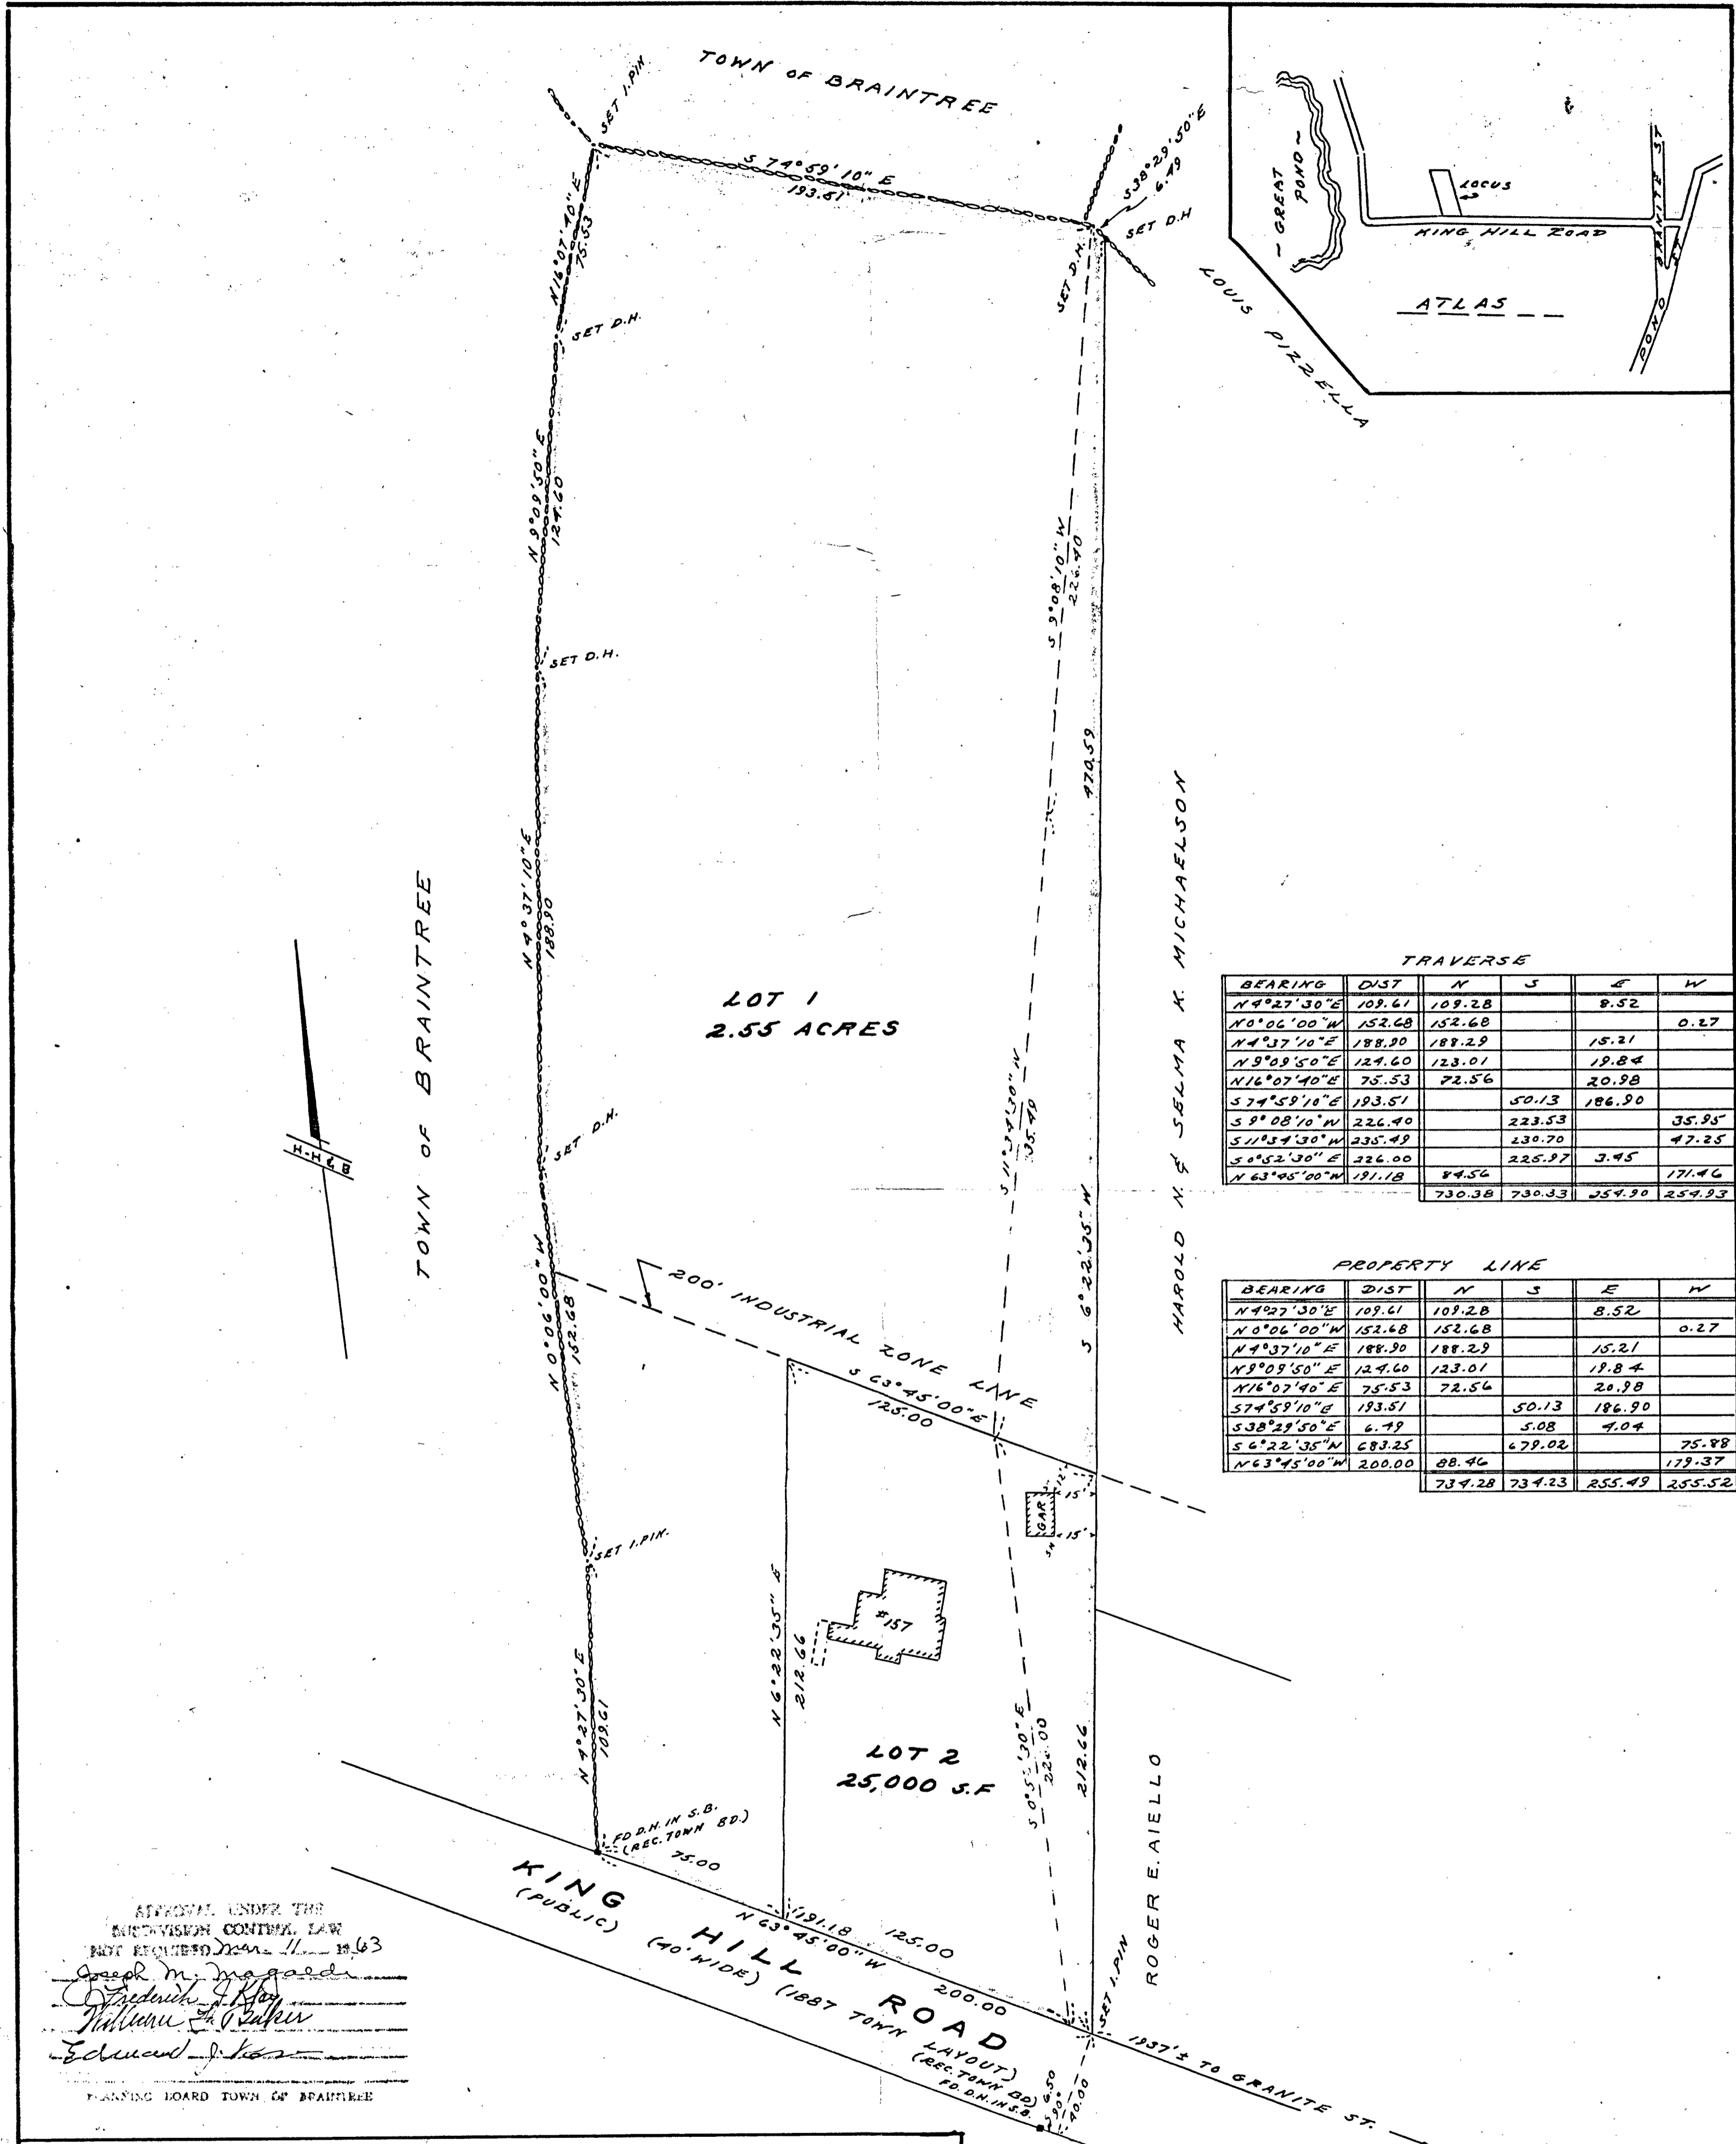 TOWN OF BRAINTREE
SET I.PIN
S 74°59'10" E
193.51
S38°29'50"E
6.49
SET D.H
SET D.H.
LOUIS PIZZELLA
~ GREAT
POND ~
LOCUS
KING HILL ROAD
GRANITE ST
POND ST
ATLAS
N16°07'40"E
75.53
SET D.H.
N 9°09'50" E
124.60
SET D.H.
S 9°08'10" W
226.40
470.59
N 4°37'10" E
188.90
TOWN OF BRAINTREE
LOT 1
2.55 ACRES
HAROLD N. & SELMA K. MICHAELSON
S 11°34'30" W
S 6°22'35" W
SET D.H.
N 0°06'00" W
152.68
200' INDUSTRIAL ZONE LINE
S 63°45'00"E
125.00
TRAVERSE
BEARING DIST N S E W
N4°27'30"E 109.61 109.28 8.52
N0°06'00"W 152.68 152.68 0.27
N4°37'10"E 188.90 188.29 15.21
N9°09'50"E 124.60 123.01 19.84
N16°07'40"E 75.53 72.56 20.98
S74°59'10"E 193.51 50.13 186.90
S9°08'10"W 226.40 223.53 35.95
S11°34'30"W 235.49 230.70 47.25
S0°52'30"E 226.00 225.97 3.45
N63°45'00"W 191.18 84.56 171.46
730.38 730.33 254.90 254.93
PROPERTY LINE
BEARING DIST N S E W
N4°27'30"E 109.61 109.28 8.52
N0°06'00"W 152.68 152.68 0.27
N4°37'10"E 188.90 188.29 15.21
N9°09'50"E 124.60 123.01 19.84
N16°07'40"E 75.53 72.56 20.98
S74°59'10"E 193.51 50.13 186.90
S38°29'50"E 6.49 5.08 4.04
S6°22'35"W 683.25 679.02 75.88
N63°45'00"W 200.00 88.46 179.37
734.28 734.23 255.49 255.52
12'
15'
GAR
15'
SET I.PIN.
#157
N 6°22'35" E
212.66
N 4°27'30" E
109.61
LOT 2
25,000 S.F
226.00
212.66
ROGER E. AIELLO
FD D.H. IN S.B.
(REC. TOWN BD.)
75.00
191.18
125.00
N 63°45'00" W
200.00
KING HILL ROAD
(PUBLIC)
(40' WIDE) (1887 TOWN LAYOUT)
(REC. TOWN BD)
FD. D.H. IN S.B.
SET I.PIN
6.50
90°
40.00
1937'± TO GRANITE ST.
APPROVAL UNDER THE
SUBDIVISION CONTROL LAW
NOT REQUIRED Mar. 11 1963
Joseph M. Magaldi
PLANNING BOARD TOWN OF BRAINTREE